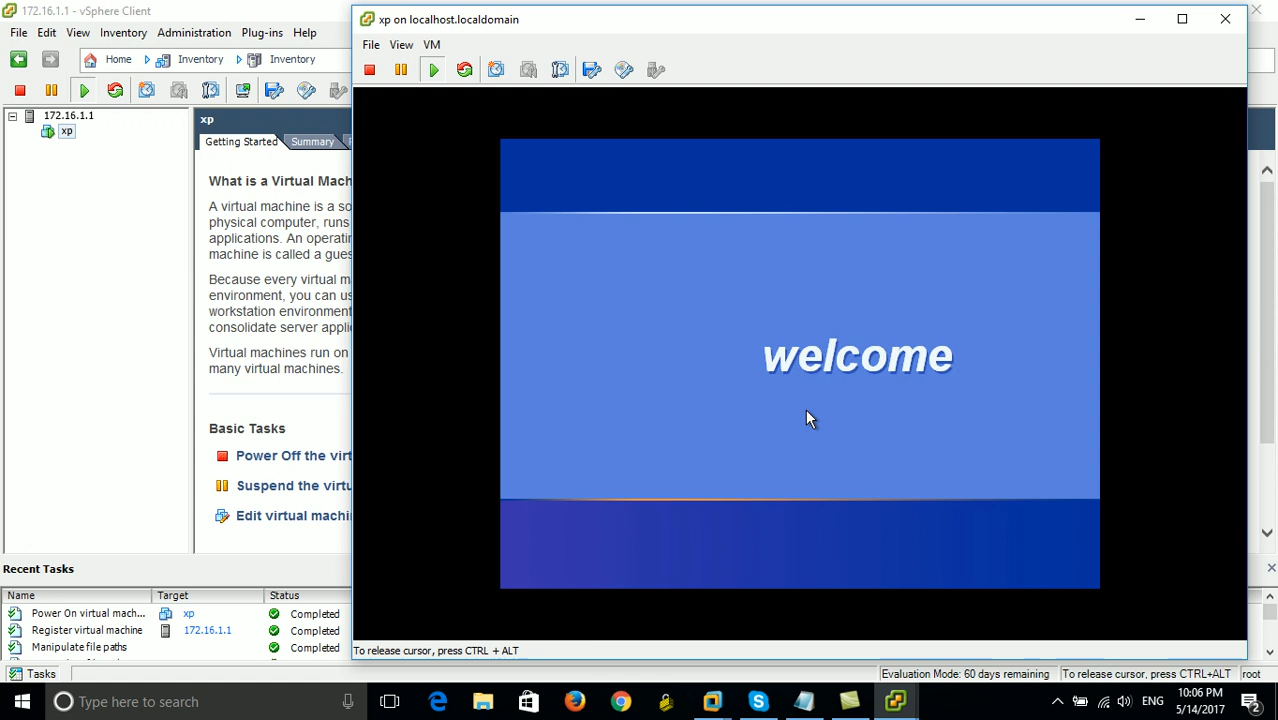 172.16.1.1 - vSphere Client
File Edit View Inventory Administration Plug-ins Help
Home Inventory Inventory
172.16.1.1
xp
xp
Getting Started Summary
What is a Virtual Mach
A virtual machine is a so
physical computer, runs
applications. An operatin
machine is called a gues
Because every virtual m
environment, you can us
workstation environment
consolidate server applic
Virtual machines run on
many virtual machines.
Basic Tasks
Power Off the virt
Suspend the virtu
Edit virtual machin
xp on localhost.localdomain
File View VM
welcome
To release cursor, press CTRL + ALT
Recent Tasks
Name Target Status
Power On virtual mach... xp Completed
Register virtual machine 172.16.1.1 Completed
Manipulate file paths Completed
Tasks Evaluation Mode: 60 days remaining To release cursor, press CTRL+ALT root
Type here to search
ENG
10:06 PM
5/14/2017
2